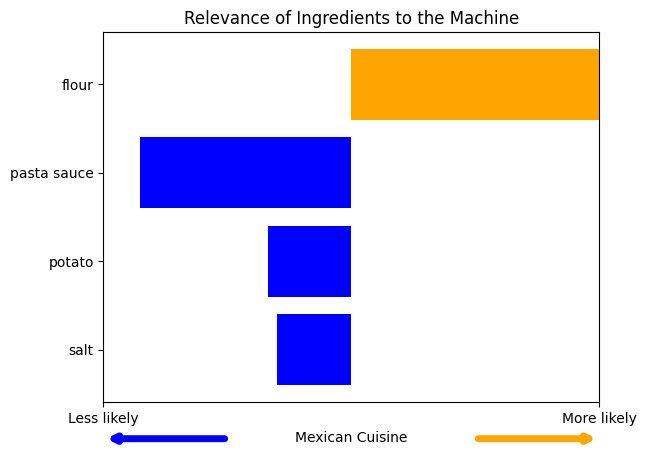 Relevance of Ingredients to the Machine
flour
pasta sauce
potato
salt
Less likely
More likely
Mexican Cuisine